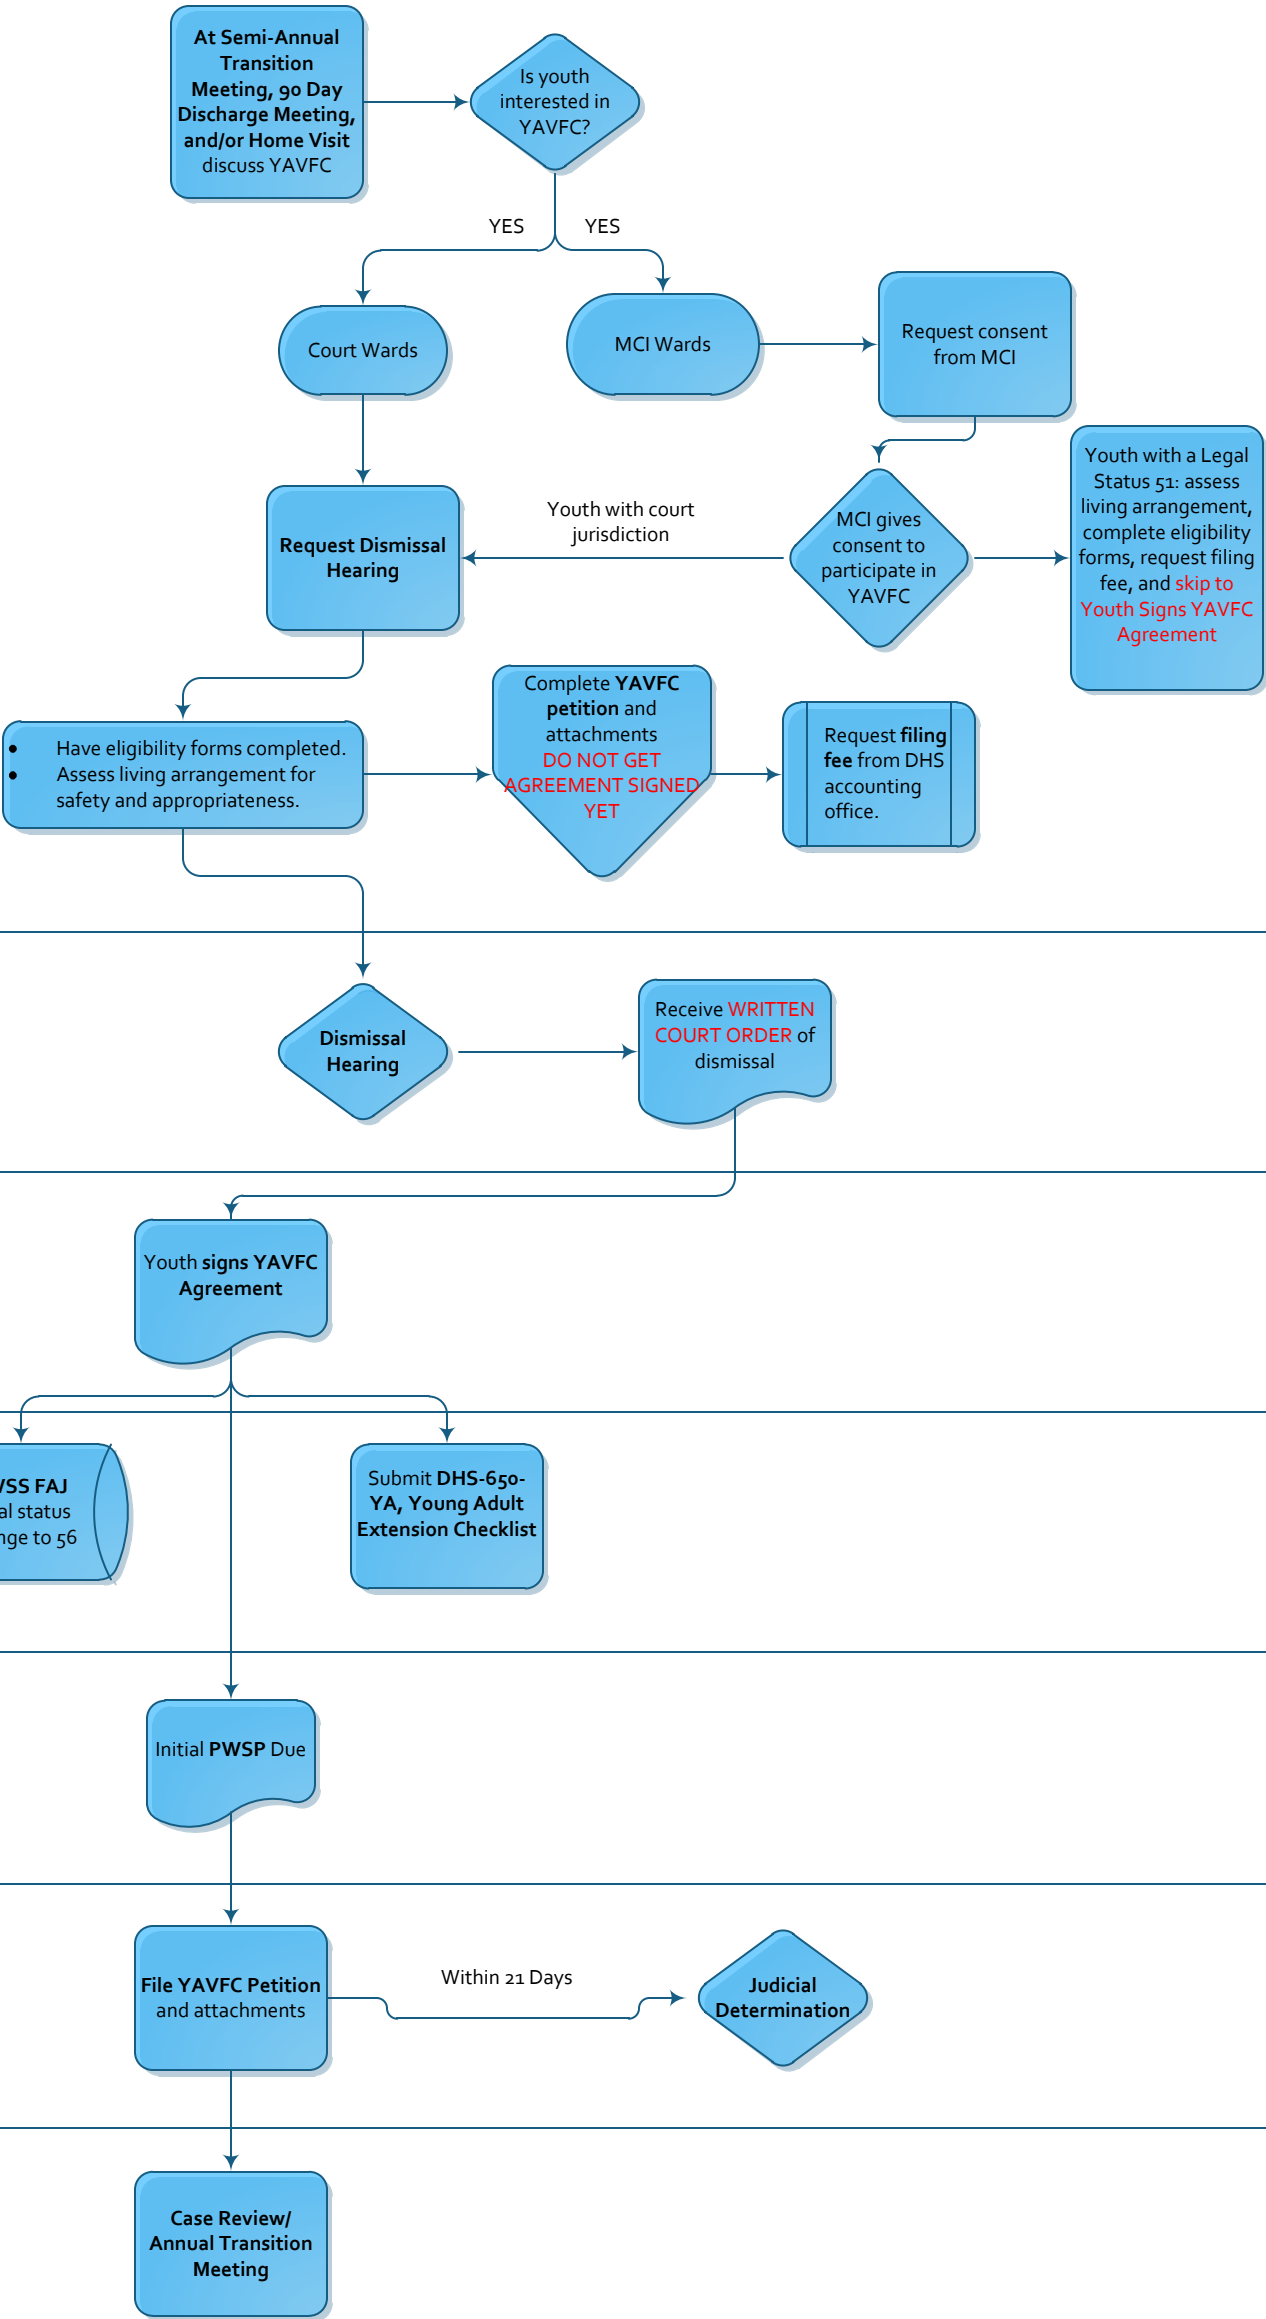 At Semi-Annual
Transition
Meeting, 90 Day
Discharge Meeting,
and/or Home Visit
discuss YAVFC
Is youth
interested in
YAVFC?
YES
YES
Court Wards
MCI Wards
Request consent
from MCI
Youth with a Legal
Status 51: assess
living arrangement,
complete eligibility
forms, request filing
fee, and skip to
Youth Signs YAVFC
Agreement
MCI gives
consent to
participate in
YAVFC
Youth with court
jurisdiction
Request Dismissal
Hearing
• Have eligibility forms completed.
• Assess living arrangement for
safety and appropriateness.
Complete YAVFC
petition and
attachments
DO NOT GET
AGREEMENT SIGNED
YET
Request filing
fee from DHS
accounting
office.
Dismissal
Hearing
Receive WRITTEN
COURT ORDER of
dismissal
Youth signs YAVFC
Agreement
FAJ
status
to 56
Submit DHS-650-
YA, Young Adult
Extension Checklist
Initial PWSP Due
File YAVFC Petition
and attachments
Within 21 Days
Judicial
Determination
Case Review/
Annual Transition
Meeting